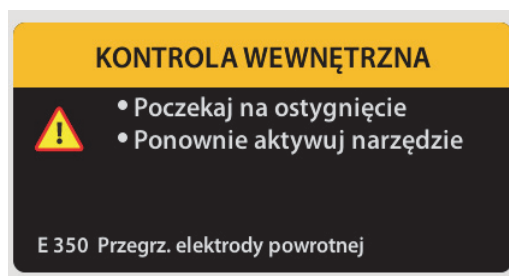 KONTROLA WEWNĘTRZNA
• Poczekaj na ostygnięcie
• Ponownie aktywuj narzędzie
E 350 Przegrz. elektrody powrotnej